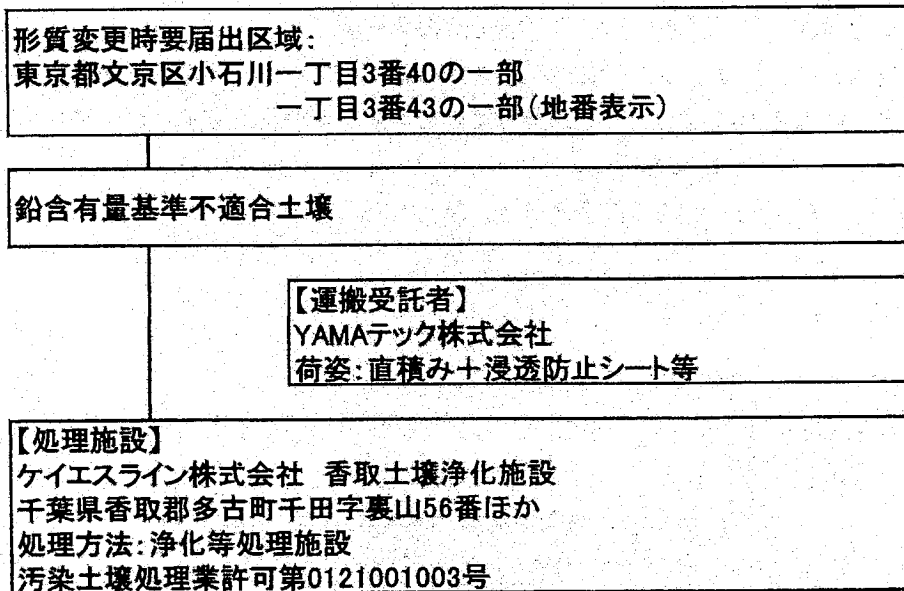 形質変更時要届出区域:
東京都文京区小石川一丁目3番40の一部
一丁目3番43の一部(地番表示)
鉛含有量基準不適合土壌
【運搬受託者】
YAMAテック株式会社
荷姿:直積み+浸透防止シート等
【処理施設】
ケイエスライン株式会社 香取土壌浄化施設
千葉県香取郡多古町千田字裏山56番ほか
処理方法:浄化等処理施設
汚染土壌処理業許可第0121001003号